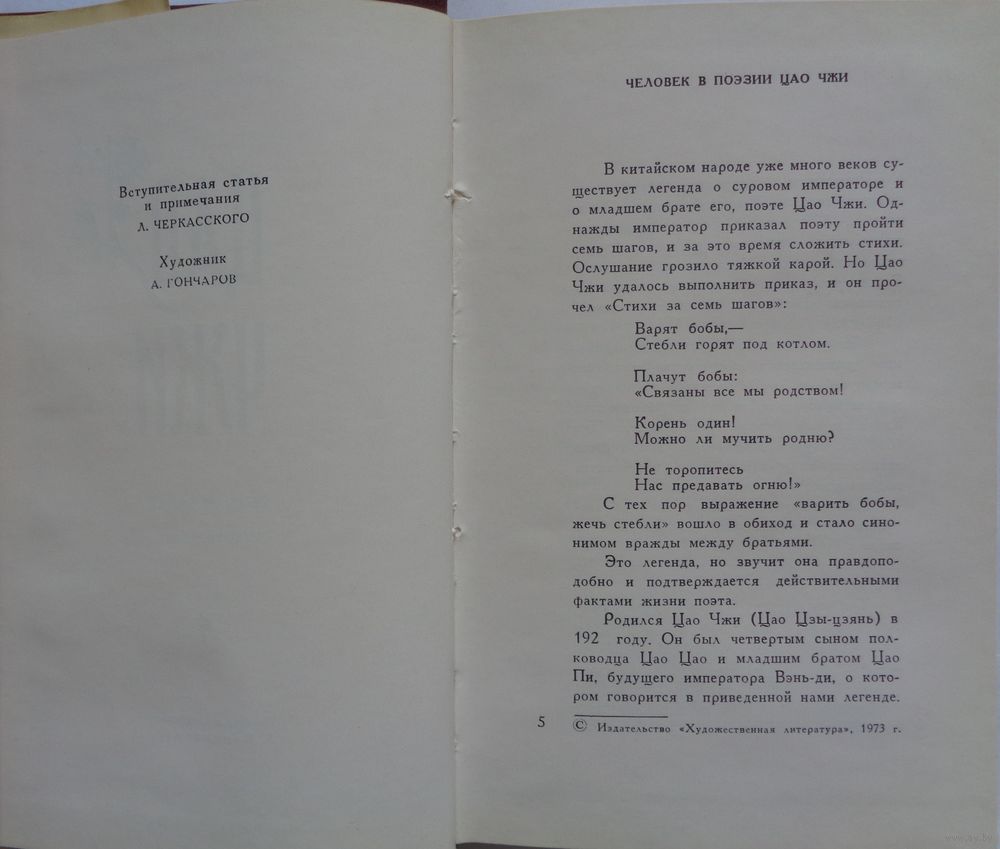 Вступительная статья
и примечания
Л. ЧЕРКАССКОГО
Художник
А. ГОНЧАРОВ
ЧЕЛОВЕК В ПОЭЗИИ ЦАО ЧЖИ
В китайском народе уже много веков су-
ществует легенда о суровом императоре и
о младшем брате его, поэте Цао Чжи. Од-
нажды император приказал поэту пройти
семь шагов, и за это время сложить стихи.
Ослушание грозило тяжкой карой. Но Цао
Чжи удалось выполнить приказ, и он про-
чел «Стихи за семь шагов»:
Варят бобы,—
Стебли горят под котлом.
Плачут бобы:
«Связаны все мы родством!
Корень один!
Можно ли мучить родню?
Не торопитесь
Нас предавать огню!»
С тех пор выражение «варить бобы,
жечь стебли» вошло в обиход и стало сино-
нимом вражды между братьями.
Это легенда, но звучит она правдопо-
добно и подтверждается действительными
фактами жизни поэта.
Родился Цао Чжи (Цао Цзы-цзянь) в
192 году. Он был четвертым сыном пол-
ководца Цао Цао и младшим братом Цао
Пи, будущего императора Вэнь-ди, о кото-
ром говорится в приведенной нами легенде.
5
© Издательство «Художественная литература», 1973 г.